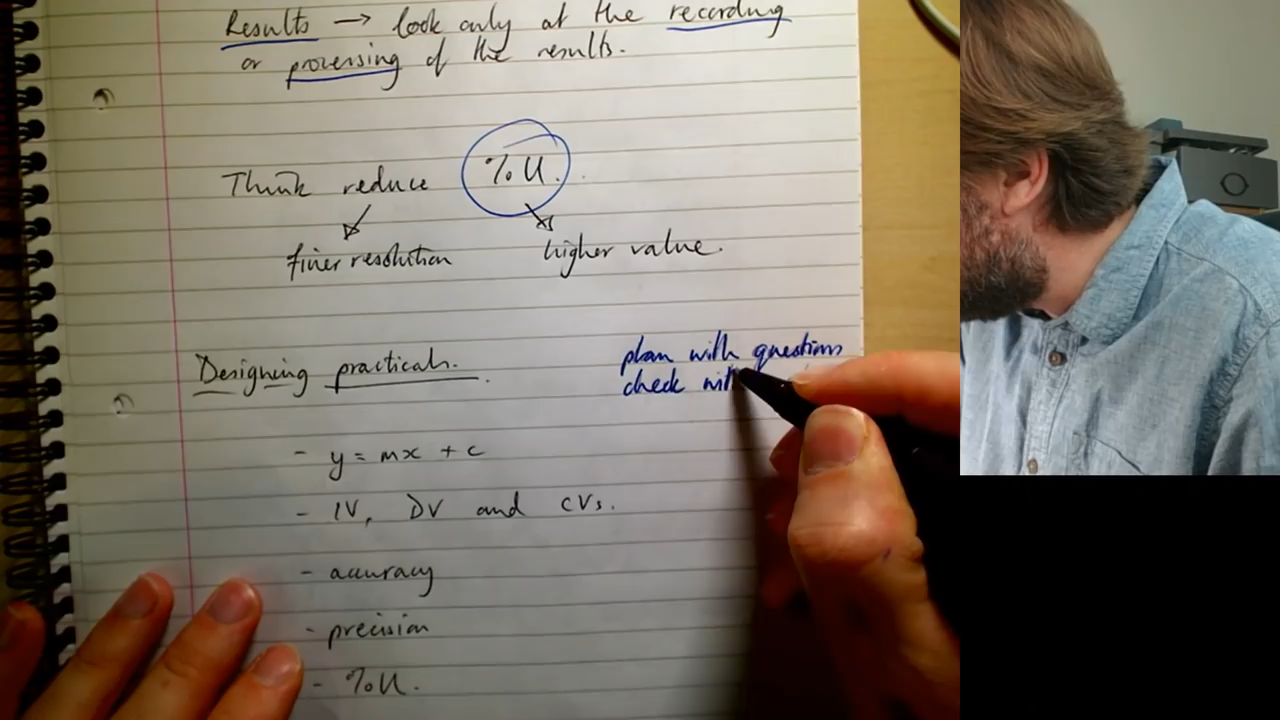 Results → look only at the recording
or processing of the results.
Think reduce %U.
finer resolution higher value.
Designing practicals.
plan with questions
check with
- y = mx + c
- IV, DV and CVs.
- accuracy
- precision
- %U.